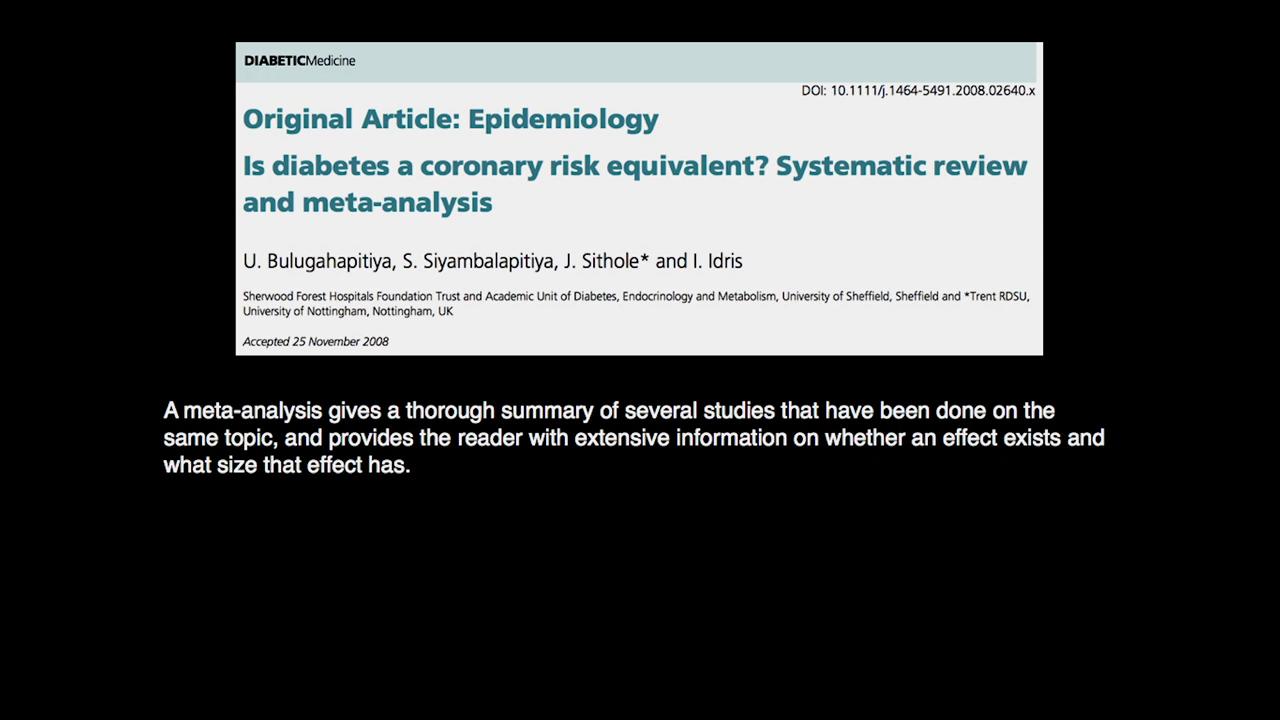 DIABETICMedicine
DOI: 10.1111/j.1464-5491.2008.02640.x
Original Article: Epidemiology
Is diabetes a coronary risk equivalent? Systematic review
and meta-analysis
U. Bulugahapitiya, S. Siyambalapitiya, J. Sithole* and I. Idris
Sherwood Forest Hospitals Foundation Trust and Academic Unit of Diabetes, Endocrinology and Metabolism, University of Sheffield, Sheffield and *Trent RDSU,
University of Nottingham, Nottingham, UK
Accepted 25 November 2008
A meta-analysis gives a thorough summary of several studies that have been done on the
same topic, and provides the reader with extensive information on whether an effect exists and
what size that effect has.